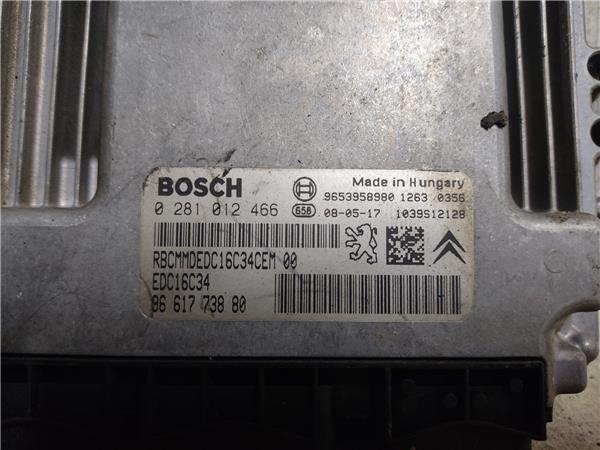 BOSCH
Made in Hungary
9653958980 1263 0356
0 281 012 466 658 08-05-17 1039S12128
RBCMMDEDC16C34CEM 00
EDC16C34
96 617 738 80